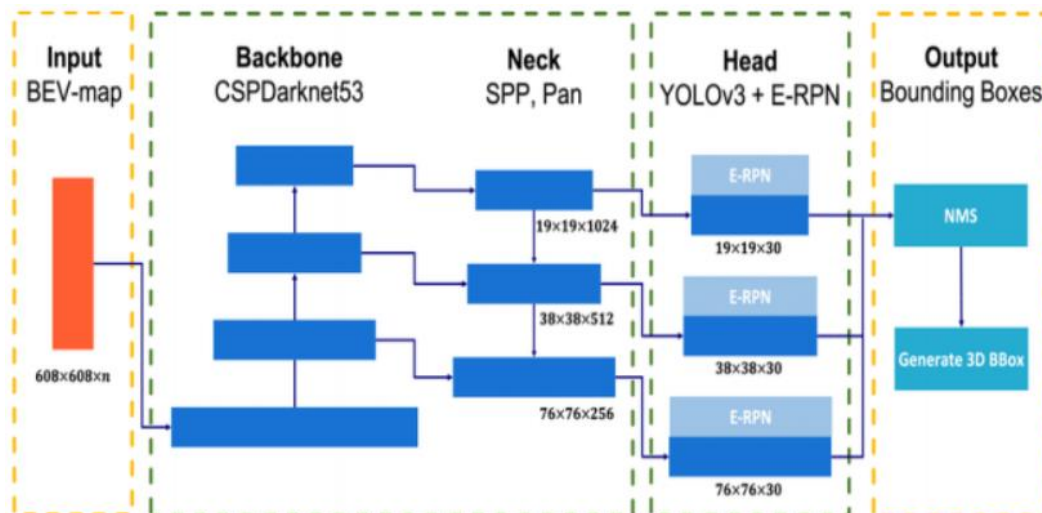 Input
BEV-map
608×608×n
Backbone
CSPDarknet53
Neck
SPP, Pan
19×19×1024
38×38×512
76×76×256
Head
YOLOv3 + E-RPN
E-RPN
19×19×30
E-RPN
38×38×30
E-RPN
76×76×30
Output
Bounding Boxes
NMS
Generate 3D BBox